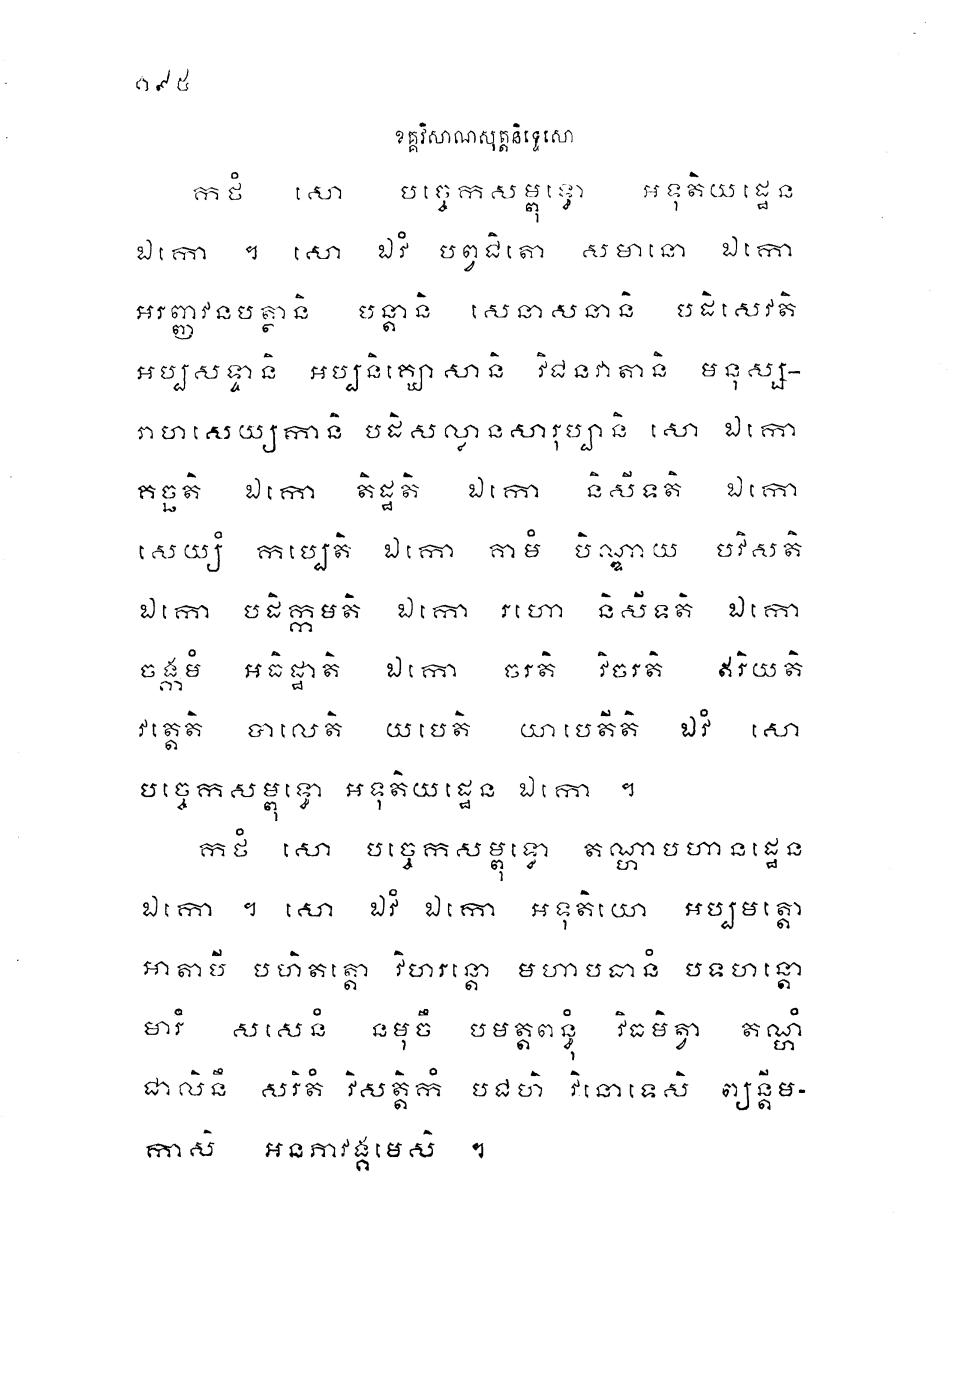 ១៩៥
ខគ្គវិសាណសុត្តនិទ្ទេសោ
កថំ សោ បច្ចេកសម្ពុទ្ធោ អទុតិយដ្ឋេន
ឯកោ ។ សោ ឯវំ បព្វជិតោ សមានោ ឯកោ
អរញ្ញវនបត្ថានិ បន្តានិ សេនាសនានិ បដិសេវតិ
អប្បសទ្ទានិ អប្បនិគ្ឃោសានិ វិជនវាតានិ មនុស្ស-
រាហសេយ្យកានិ បដិសល្លានសារុប្បានិ សោ ឯកោ
គច្ឆតិ ឯកោ តិដ្ឋតិ ឯកោ និសីទតិ ឯកោ
សេយ្យំ កប្បេតិ ឯកោ គាមំ បិណ្ឌាយ បវិសតិ
ឯកោ បដិក្កមតិ ឯកោ រហោ និសីទតិ ឯកោ
ចង្កមំ អធិដ្ឋាតិ ឯកោ ចរតិ វិចរតិ ឥរិយតិ
វត្តេតិ បាលេតិ យបេតិ យាបេតីតិ ឯវំ សោ
បច្ចេកសម្ពុទ្ធោ អទុតិយដ្ឋេន ឯកោ ។
កថំ សោ បច្ចេកសម្ពុទ្ធោ តណ្ហាបហានដ្ឋេន
ឯកោ ។ សោ ឯវំ ឯកោ អទុតិយោ អប្បមត្តោ
អាតាបី បហិតត្តោ វិហរន្តោ មហាបធានំ បទហន្តោ
មារំ សសេនំ នមុចឹ បមត្តពន្ធុំ វិធមិត្វា តណ្ហំ
ជាលិនឹ សរិតំ វិសត្តិកំ បជហិ វិនោទេសិ ព្យន្តីម-
កាសិ អនភាវង្គមេសិ ។